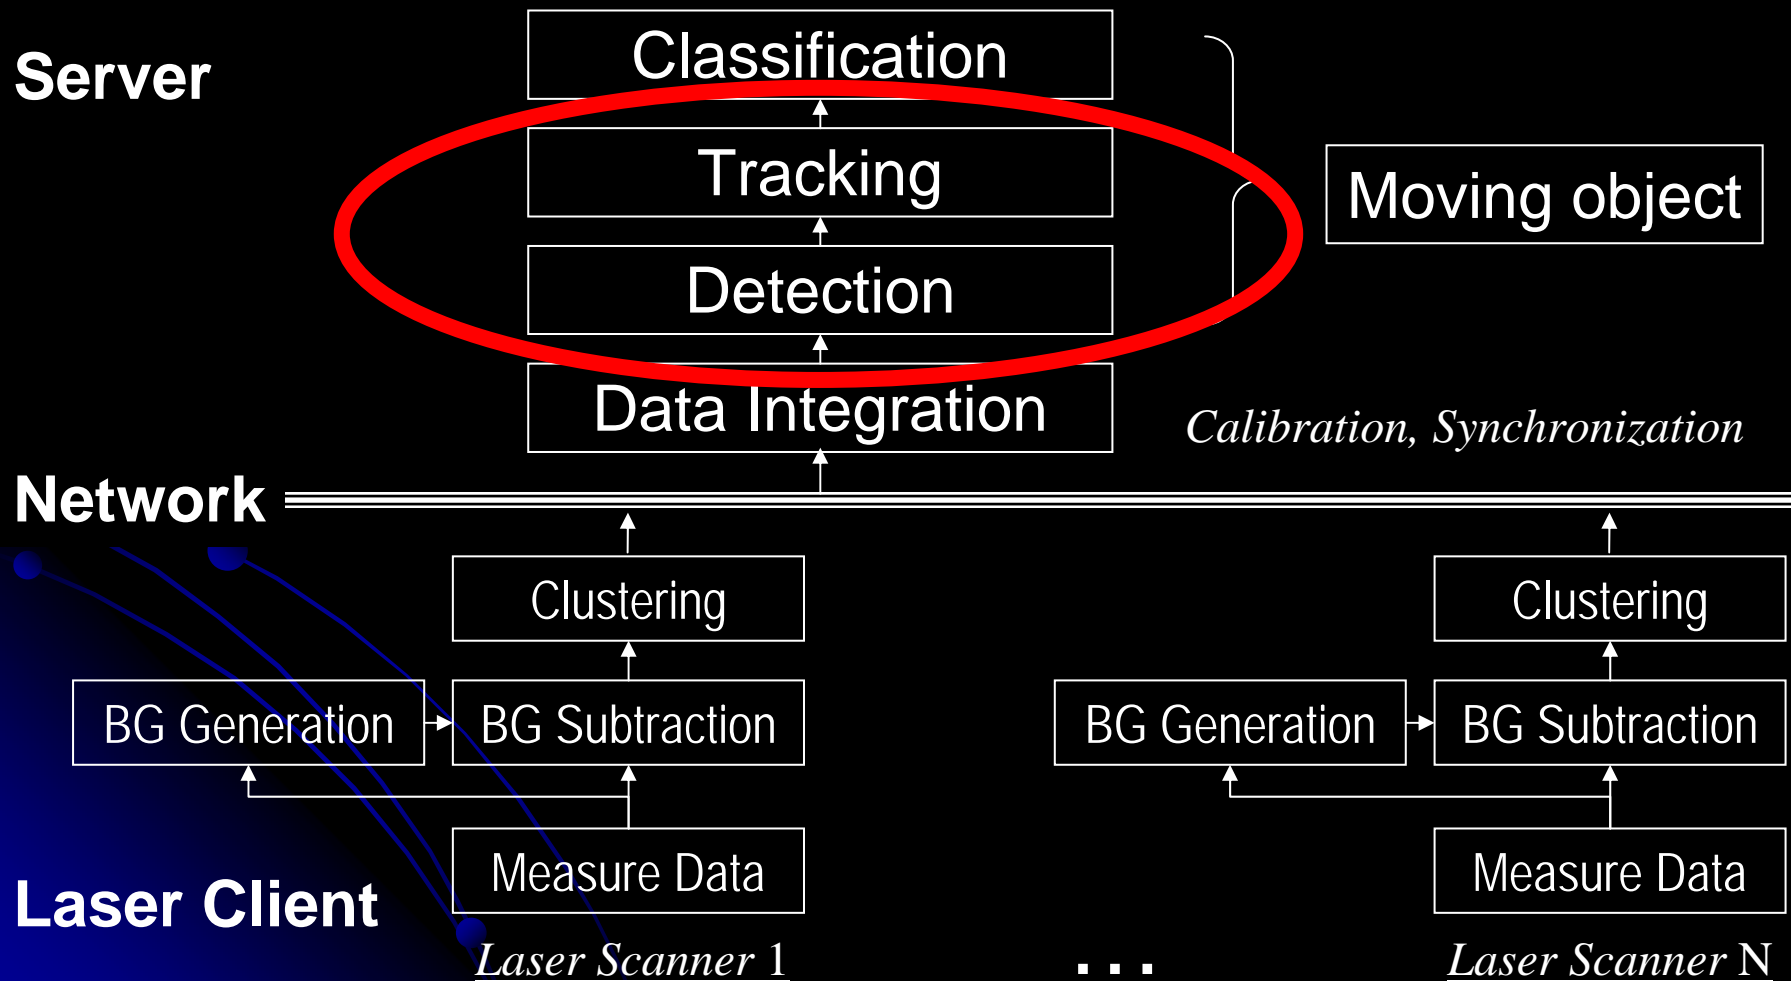 Server
Classification
Tracking
Moving object
Detection
Data Integration
Calibration, Synchronization
Network
Clustering
Clustering
BG Generation
BG Subtraction
BG Generation
BG Subtraction
Measure Data
Measure Data
Laser Client
Laser Scanner 1
...
Laser Scanner N